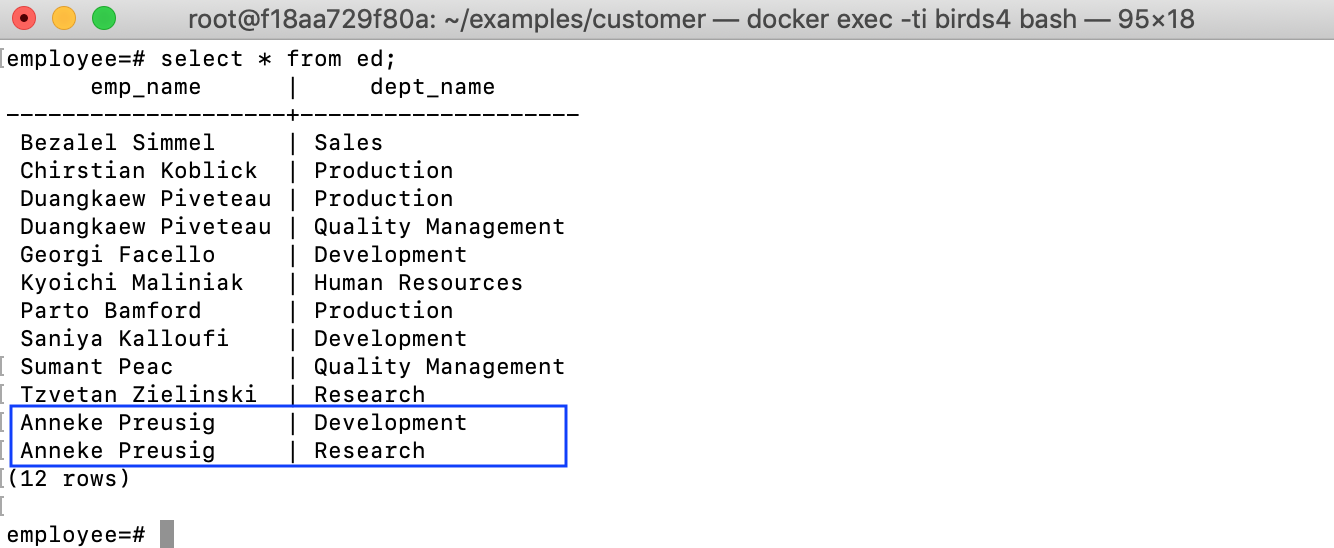 root@f18aa729f80a: ~/examples/customer — docker exec -ti birds4 bash — 95×18
employee=# select * from ed;
      emp_name      |     dept_name
--------------------+--------------------
 Bezalel Simmel     | Sales
 Chirstian Koblick  | Production
 Duangkaew Piveteau | Production
 Duangkaew Piveteau | Quality Management
 Georgi Facello     | Development
 Kyoichi Maliniak   | Human Resources
 Parto Bamford      | Production
 Saniya Kalloufi    | Development
 Sumant Peac        | Quality Management
 Tzvetan Zielinski  | Research
 Anneke Preusig     | Development
 Anneke Preusig     | Research
(12 rows)
employee=#